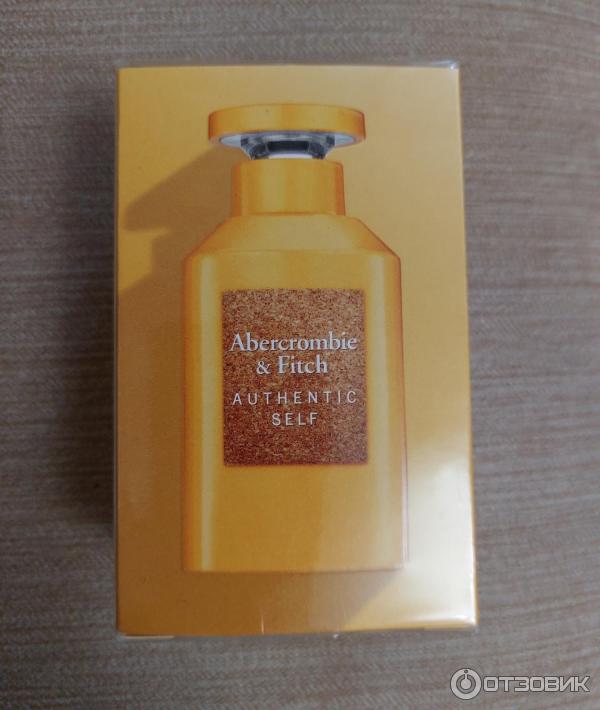 Abercrombie
& Fitch
AUTHENTIC
SELF
ОТЗОВИК